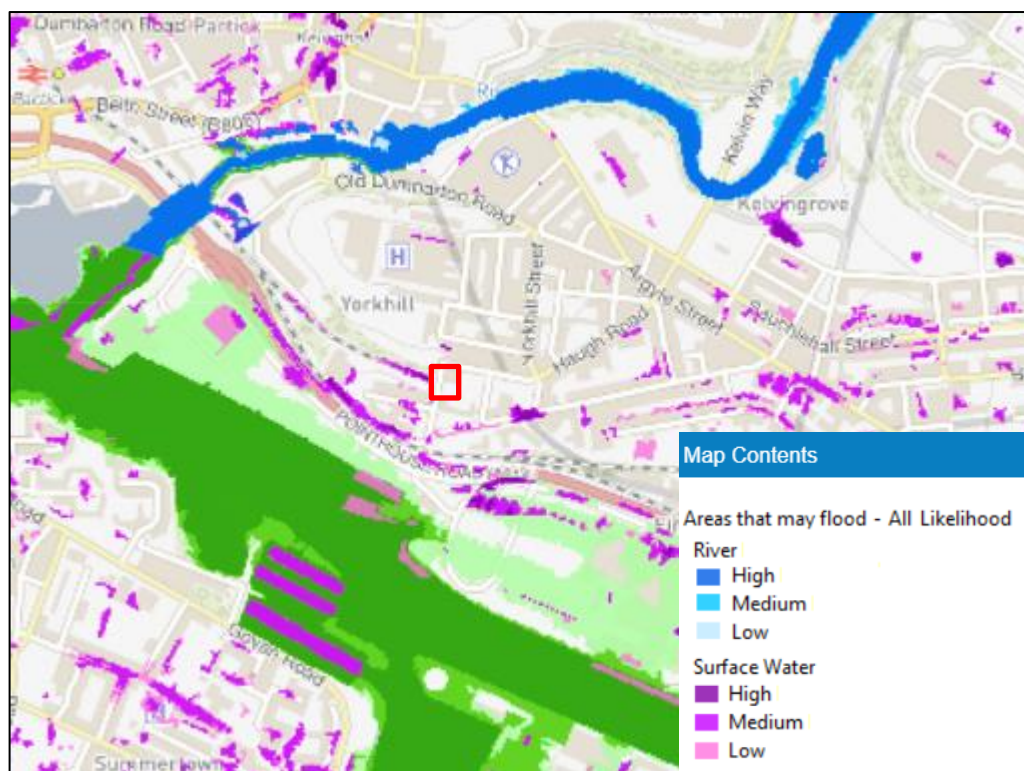 Dumbarton Road Partick
Partick
Beith Street (B808)
Kelvin Way
Old Dumbarton Road
Kelvingrove
H
Yorkhill
Yorkhill Street
Argyle Street
Sauchiehall Street
Haugh Road
POINTHOUSE ROAD
Govan Road
Summertown
Map Contents
Areas that may flood - All Likelihood
River
High
Medium
Low
Surface Water
High
Medium
Low